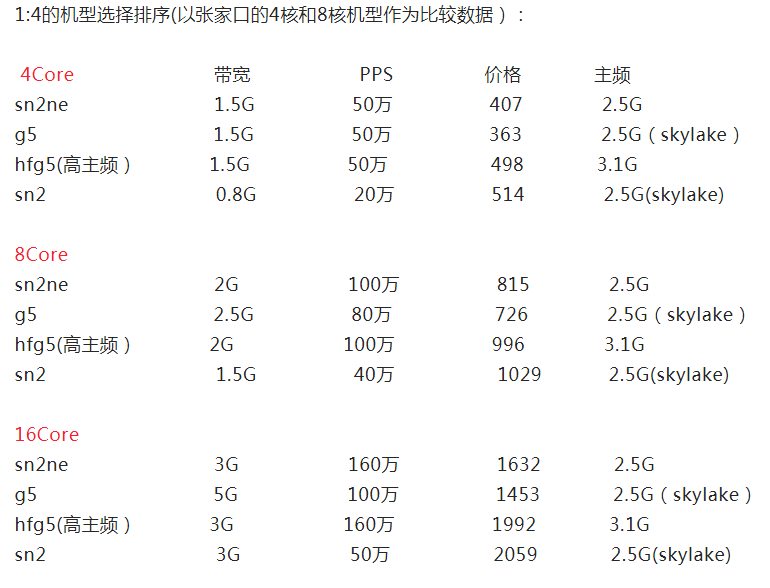 1:4的机型选择排序(以张家口的4核和8核机型作为比较数据）：
4Core 带宽 PPS 价格 主频
sn2ne 1.5G 50万 407 2.5G
g5 1.5G 50万 363 2.5G（skylake）
hfg5(高主频） 1.5G 50万 498 3.1G
sn2 0.8G 20万 514 2.5G(skylake)
8Core
sn2ne 2G 100万 815 2.5G
g5 2.5G 80万 726 2.5G（skylake）
hfg5(高主频） 2G 100万 996 3.1G
sn2 1.5G 40万 1029 2.5G(skylake)
16Core
sn2ne 3G 160万 1632 2.5G
g5 5G 100万 1453 2.5G（skylake）
hfg5(高主频） 3G 160万 1992 3.1G
sn2 3G 50万 2059 2.5G(skylake)